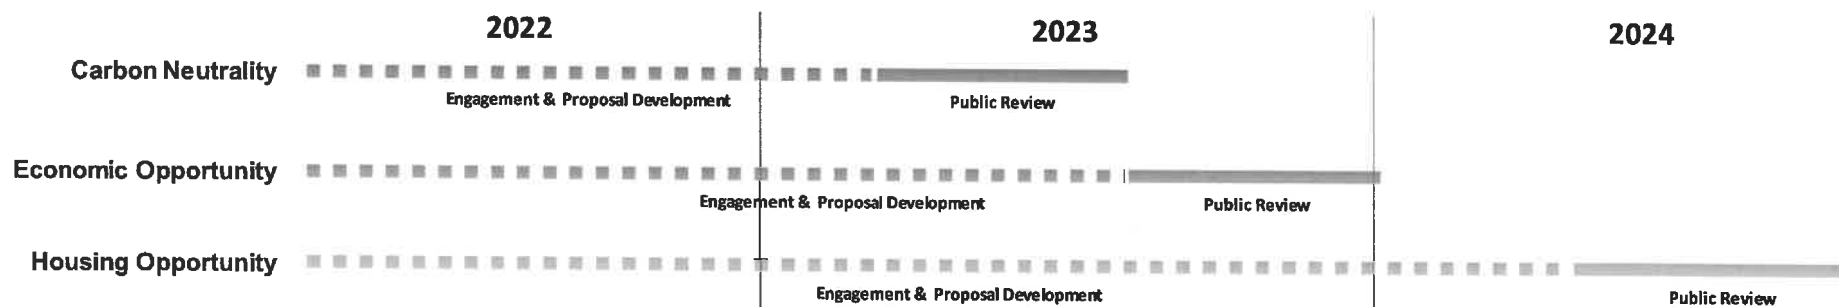 2022
2023
2024
Carbon Neutrality
Engagement & Proposal Development
Public Review
Economic Opportunity
Engagement & Proposal Development
Public Review
Housing Opportunity
Engagement & Proposal Development
Public Review